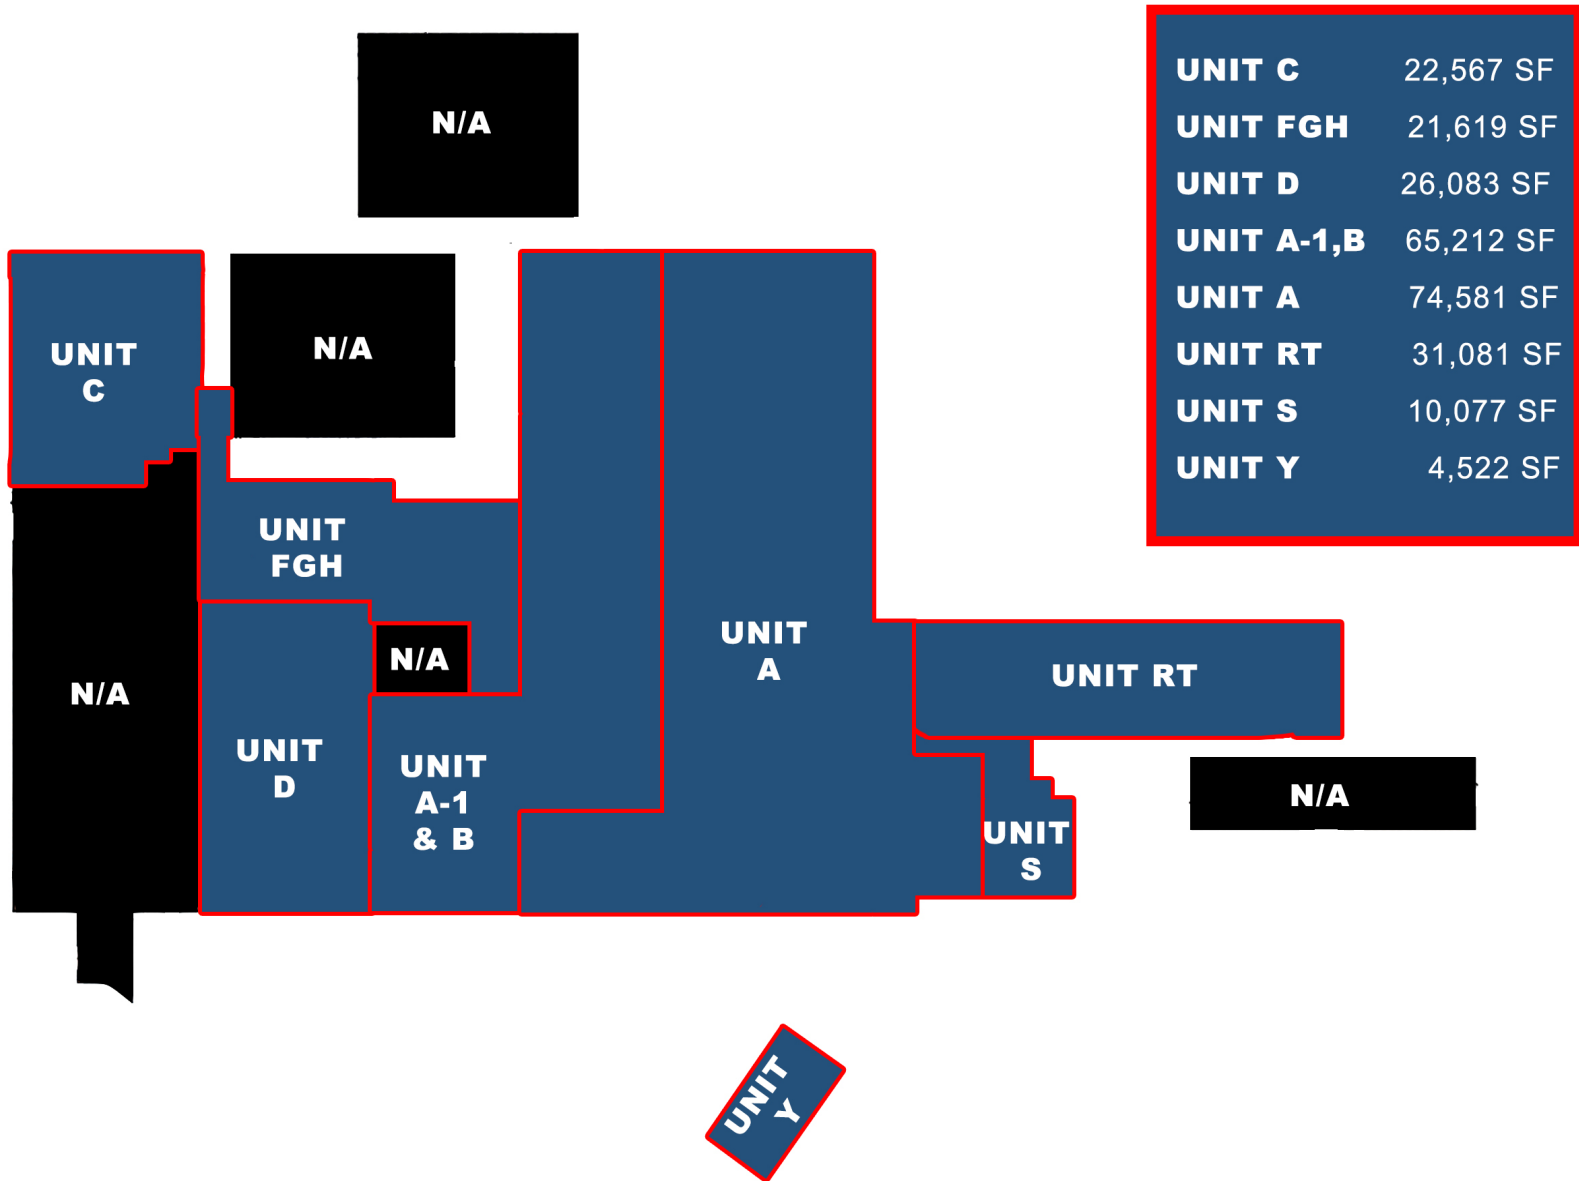 N/A
UNIT C 22,567 SF
UNIT FGH 21,619 SF
UNIT D 26,083 SF
UNIT A-1,B 65,212 SF
UNIT A 74,581 SF
UNIT RT 31,081 SF
UNIT S 10,077 SF
UNIT Y 4,522 SF
UNIT
C
N/A
UNIT
FGH
N/A
UNIT
A
UNIT RT
N/A
UNIT
D
UNIT
A-1
& B
N/A
UNIT
S
UNIT
Y